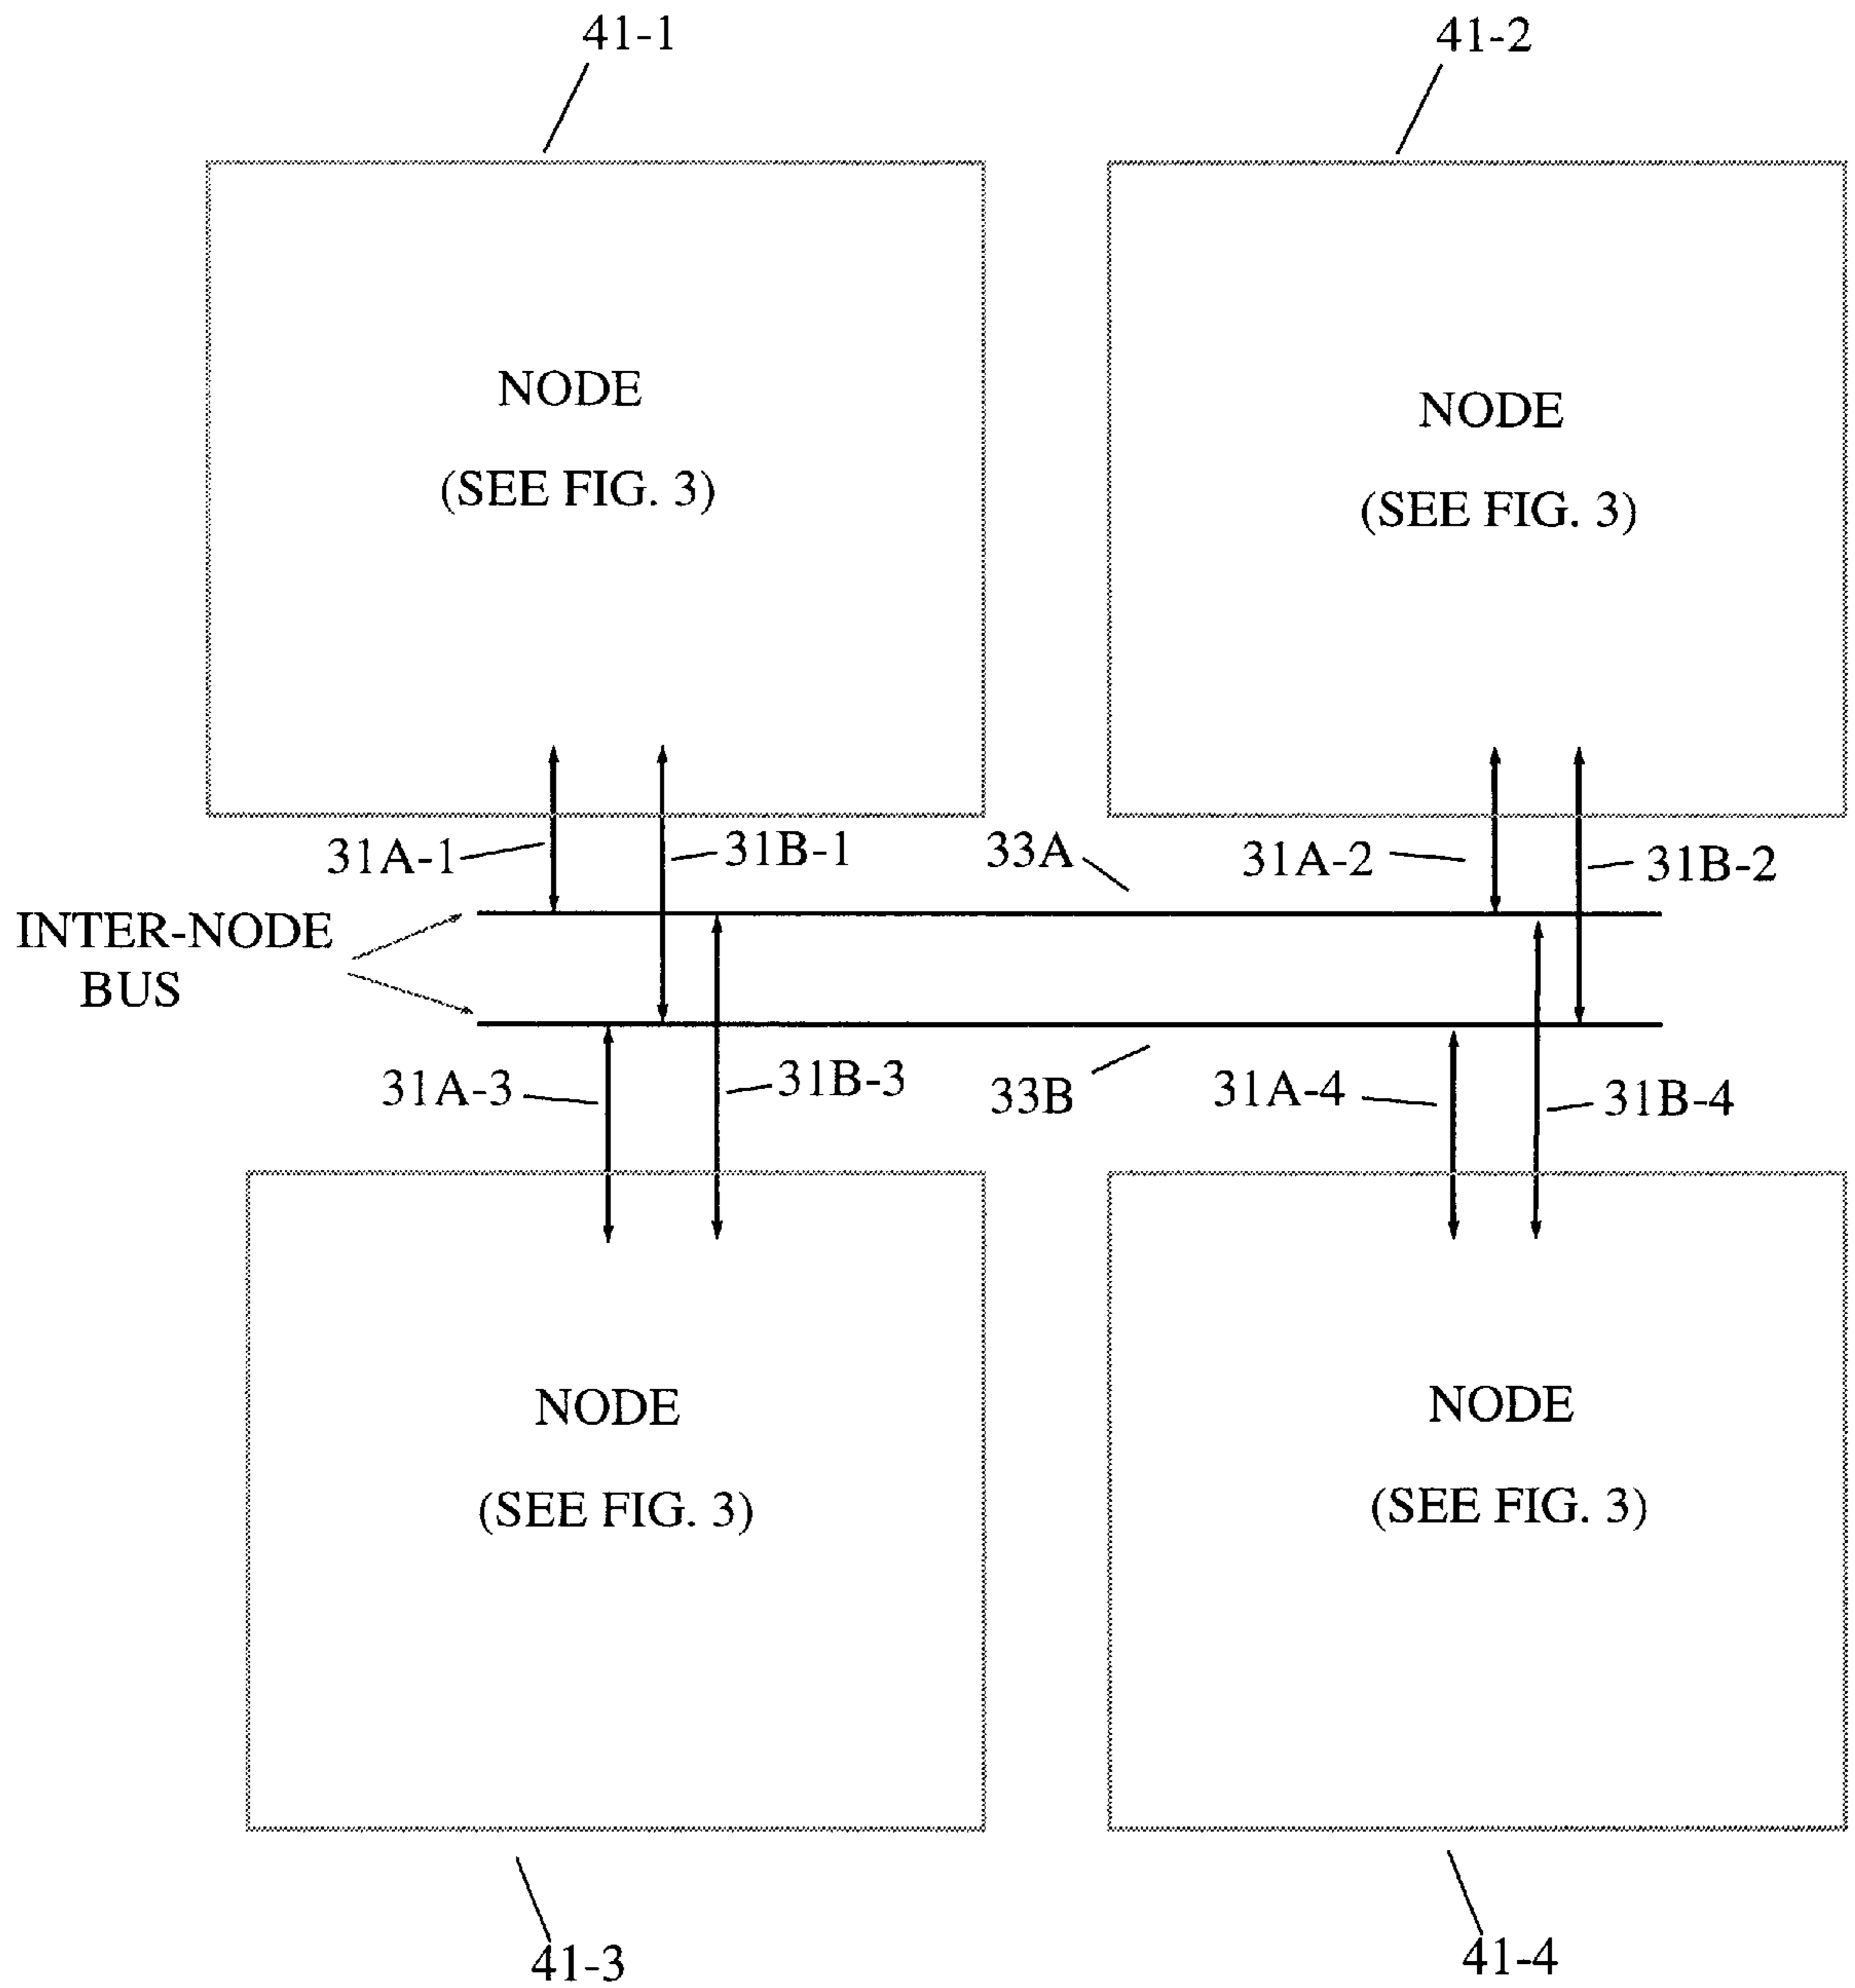 41-1
41-2
NODE
(SEE FIG. 3)
NODE
(SEE FIG. 3)
31A-1
31B-1
33A
31A-2
31B-2
INTER-NODE
BUS
31A-3
31B-3
33B
31A-4
31B-4
NODE
(SEE FIG. 3)
NODE
(SEE FIG. 3)
41-3
41-4